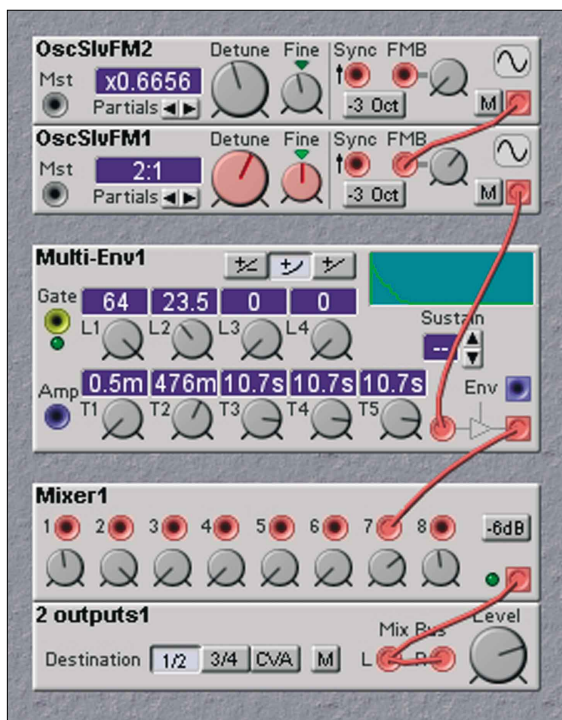 OscSlvFM2 Detune Fine Sync FMB
Mst x0.6656
Partials -3 Oct M
OscSlvFM1 Detune Fine Sync FMB
Mst 2:1
Partials -3 Oct M
Multi-Env1
Gate 64 23.5 0 0 Sustain
L1 L2 L3 L4 --
Amp 0.5m 476m 10.7s 10.7s 10.7s Env
T1 T2 T3 T4 T5
Mixer1
1 2 3 4 5 6 7 8 -6dB
2 outputs1 Mix Bus Level
Destination 1/2 3/4 CVA M L R